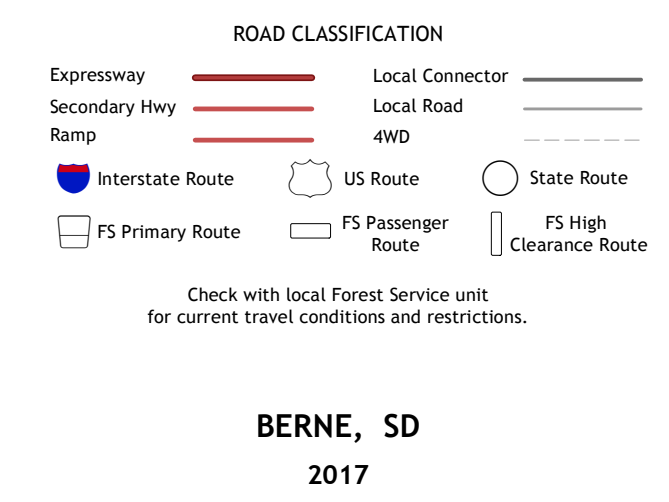 ROAD CLASSIFICATION
Expressway
Local Connector
Secondary Hwy
Local Road
Ramp
4WD
Interstate Route
US Route
State Route
FS Primary Route
FS Passenger
Route
FS High
Clearance Route
Check with local Forest Service unit
for current travel conditions and restrictions.
BERNE, SD
2017